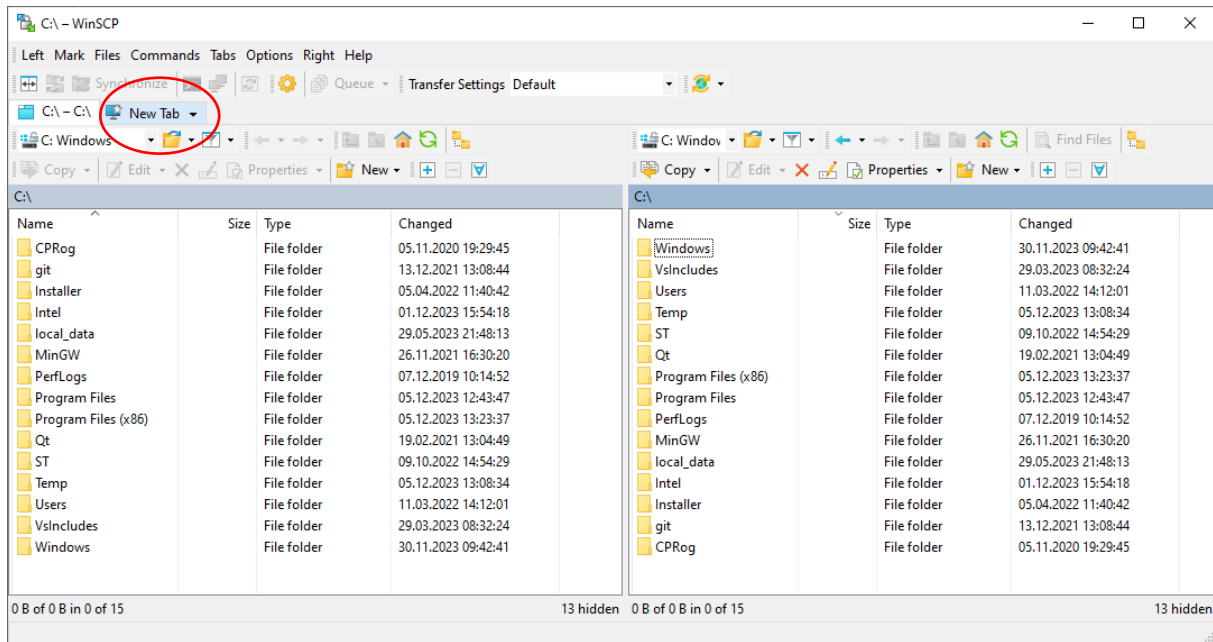 C:\ – WinSCP
Left Mark Files Commands Tabs Options Right Help
Synchronize Queue Transfer Settings Default
C:\ – C:\ New Tab
C: Windows C: Windov Find Files
Copy Edit Properties New Copy Edit Properties New
C:\ C:\
Name Size Type Changed Name Size Type Changed
CPRog File folder 05.11.2020 19:29:45 Windows File folder 30.11.2023 09:42:41
git File folder 13.12.2021 13:08:44 VsIncludes File folder 29.03.2023 08:32:24
Installer File folder 05.04.2022 11:40:42 Users File folder 11.03.2022 14:12:01
Intel File folder 01.12.2023 15:54:18 Temp File folder 05.12.2023 13:08:34
local_data File folder 29.05.2023 21:48:13 ST File folder 09.10.2022 14:54:29
MinGW File folder 26.11.2021 16:30:20 Qt File folder 19.02.2021 13:04:49
PerfLogs File folder 07.12.2019 10:14:52 Program Files (x86) File folder 05.12.2023 13:23:37
Program Files File folder 05.12.2023 12:43:47 Program Files File folder 05.12.2023 12:43:47
Program Files (x86) File folder 05.12.2023 13:23:37 PerfLogs File folder 07.12.2019 10:14:52
Qt File folder 19.02.2021 13:04:49 MinGW File folder 26.11.2021 16:30:20
ST File folder 09.10.2022 14:54:29 local_data File folder 29.05.2023 21:48:13
Temp File folder 05.12.2023 13:08:34 Intel File folder 01.12.2023 15:54:18
Users File folder 11.03.2022 14:12:01 Installer File folder 05.04.2022 11:40:42
VsIncludes File folder 29.03.2023 08:32:24 git File folder 13.12.2021 13:08:44
Windows File folder 30.11.2023 09:42:41 CPRog File folder 05.11.2020 19:29:45
0 B of 0 B in 0 of 15 13 hidden 0 B of 0 B in 0 of 15 13 hidden